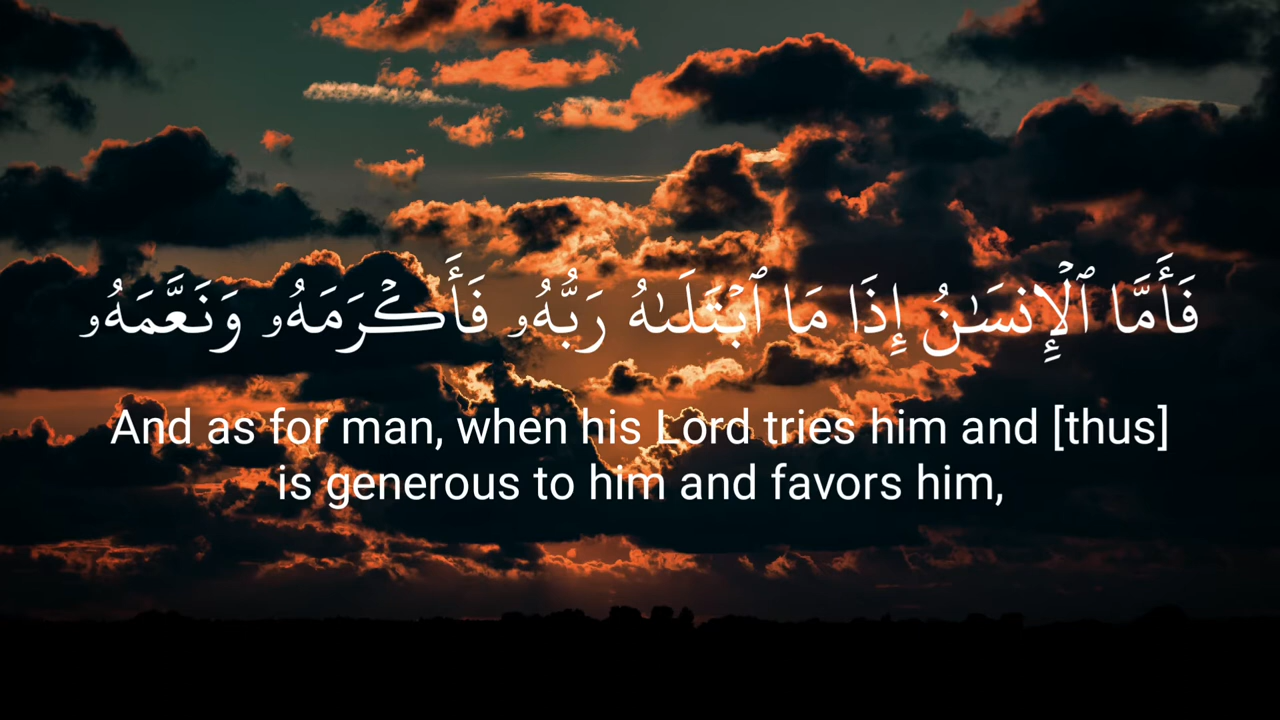 فَأَمَّا ٱلْإِنسَـٰنُ إِذَا مَا ٱبْتَلَىٰهُ رَبُّهُۥ فَأَكْرَمَهُۥ وَنَعَّمَهُۥ
And as for man, when his Lord tries him and [thus]
is generous to him and favors him,